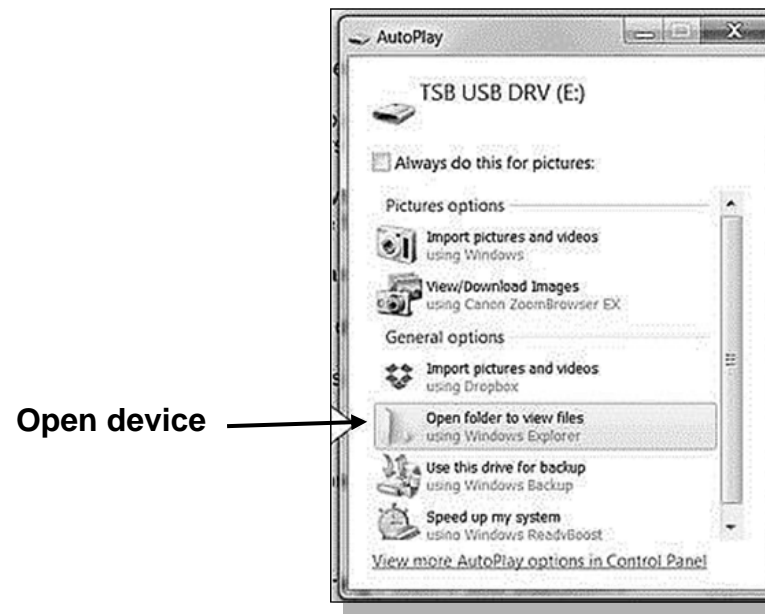 AutoPlay
TSB USB DRV (E:)
Always do this for pictures:
Pictures options
Import pictures and videos
using Windows
View/Download Images
using Canon ZoomBrowser EX
General options
Import pictures and videos
using Dropbox
Open device
Open folder to view files
using Windows Explorer
Use this drive for backup
using Windows Backup
Speed up my system
using Windows ReadyBoost
View more AutoPlay options in Control Panel